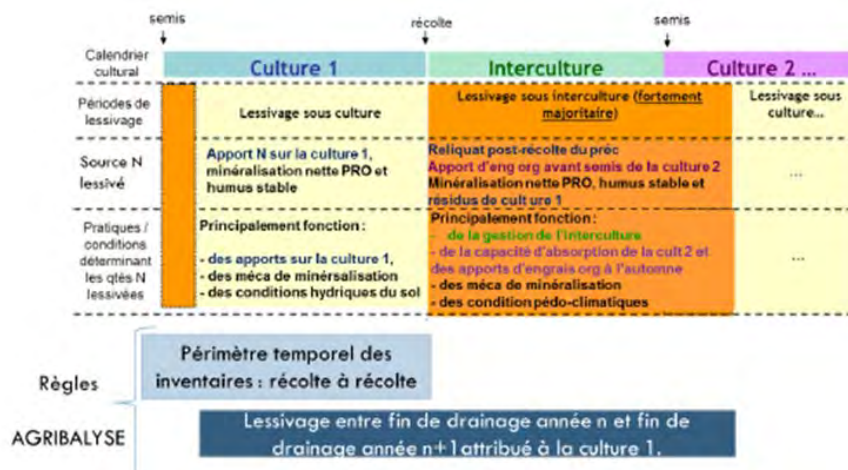 semis
récolte
semis
Calendrier
cultural
Culture 1
Interculture
Culture 2 ...
Périodes de
lessivage
Lessivage sous culture
Lessivage sous interculture (fortement
majoritaire)
Lessivage sous
culture...
Source N
lessivé
Apport N sur la culture 1,
minéralisation nette PRO et
humus stable
Reliquat post-récolte du préc
Apport d'eng org avant semis de la culture 2
Minéralisation nette PRO, humus stable et
résidus de culture 1
...
Pratiques /
conditions
déterminant
les qtés N
lessivées
Principalement fonction :
- des apports sur la culture 1,
- des méca de minérsalisation
- des conditions hydriques du sol
Principalement fonction :
- de la gestion de l'interculture
- de la capacité d'absorption de la cult 2 et
des apports d'engrais org à l'automne
- des méca de minéralisation
- des condition pédo-climatiques
...
Règles
AGRIBALYSE
Périmètre temporel des
inventaires : récolte à récolte
Lessivage entre fin de drainage année n et fin de
drainage année n+1 attribué à la culture 1.